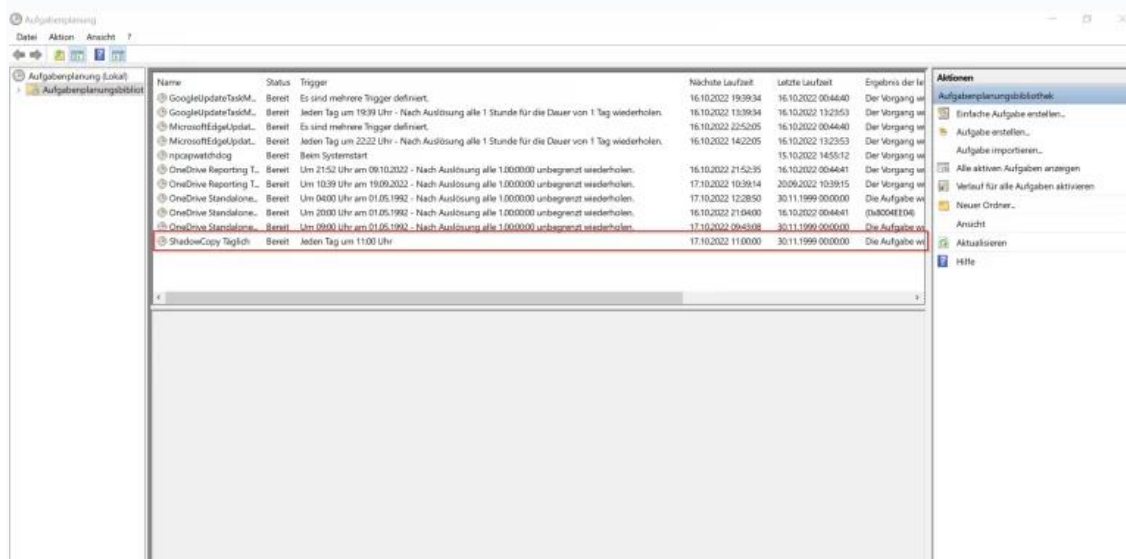 Aufgabenplanung
Datei Aktion Ansicht ?
Aufgabenplanung (Lokal)
Aufgabenplanungsbibliot
Name Status Trigger Nächste Laufzeit Letzte Laufzeit Ergebnis der le
GoogleUpdateTaskM... Bereit Es sind mehrere Trigger definiert. 16.10.2022 19:39:34 16.10.2022 00:44:40 Der Vorgang w
GoogleUpdateTaskM... Bereit Jeden Tag um 19:39 Uhr - Nach Auslösung alle 1 Stunde für die Dauer von 1 Tag wiederholen. 16.10.2022 13:39:34 16.10.2022 13:23:53 Der Vorgang w
MicrosoftEdgeUpdat... Bereit Es sind mehrere Trigger definiert. 16.10.2022 22:52:05 16.10.2022 00:44:40 Der Vorgang w
MicrosoftEdgeUpdat... Bereit Jeden Tag um 22:22 Uhr - Nach Auslösung alle 1 Stunde für die Dauer von 1 Tag wiederholen. 16.10.2022 14:22:05 16.10.2022 13:23:53 Der Vorgang w
npcapwatchdog Bereit Beim Systemstart 15.10.2022 14:55:12 Der Vorgang w
OneDrive Reporting T... Bereit Um 21:52 Uhr am 09.10.2022 - Nach Auslösung alle 1.00:00:00 unbegrenzt wiederholen. 16.10.2022 21:52:35 16.10.2022 00:44:41 Der Vorgang w
OneDrive Reporting T... Bereit Um 10:39 Uhr am 19.09.2022 - Nach Auslösung alle 1.00:00:00 unbegrenzt wiederholen. 17.10.2022 10:39:14 20.09.2022 10:39:15 Der Vorgang w
OneDrive Standalone... Bereit Um 04:00 Uhr am 01.05.1992 - Nach Auslösung alle 1.00:00:00 unbegrenzt wiederholen. 17.10.2022 12:28:50 30.11.1999 00:00:00 Die Aufgabe w
OneDrive Standalone... Bereit Um 20:00 Uhr am 01.05.1992 - Nach Auslösung alle 1.00:00:00 unbegrenzt wiederholen. 16.10.2022 21:04:00 16.10.2022 00:44:41 (0x8004EE04)
OneDrive Standalone... Bereit Um 09:00 Uhr am 01.05.1992 - Nach Auslösung alle 1.00:00:00 unbegrenzt wiederholen. 17.10.2022 09:43:08 30.11.1999 00:00:00 Die Aufgabe w
ShadowCopy Täglich Bereit Jeden Tag um 11:00 Uhr 17.10.2022 11:00:00 30.11.1999 00:00:00 Die Aufgabe w
Aktionen
Aufgabenplanungsbibliothek
Einfache Aufgabe erstellen...
Aufgabe erstellen...
Aufgabe importieren...
Alle aktiven Aufgaben anzeigen
Verlauf für alle Aufgaben aktivieren
Neuer Ordner...
Ansicht
Aktualisieren
Hilfe